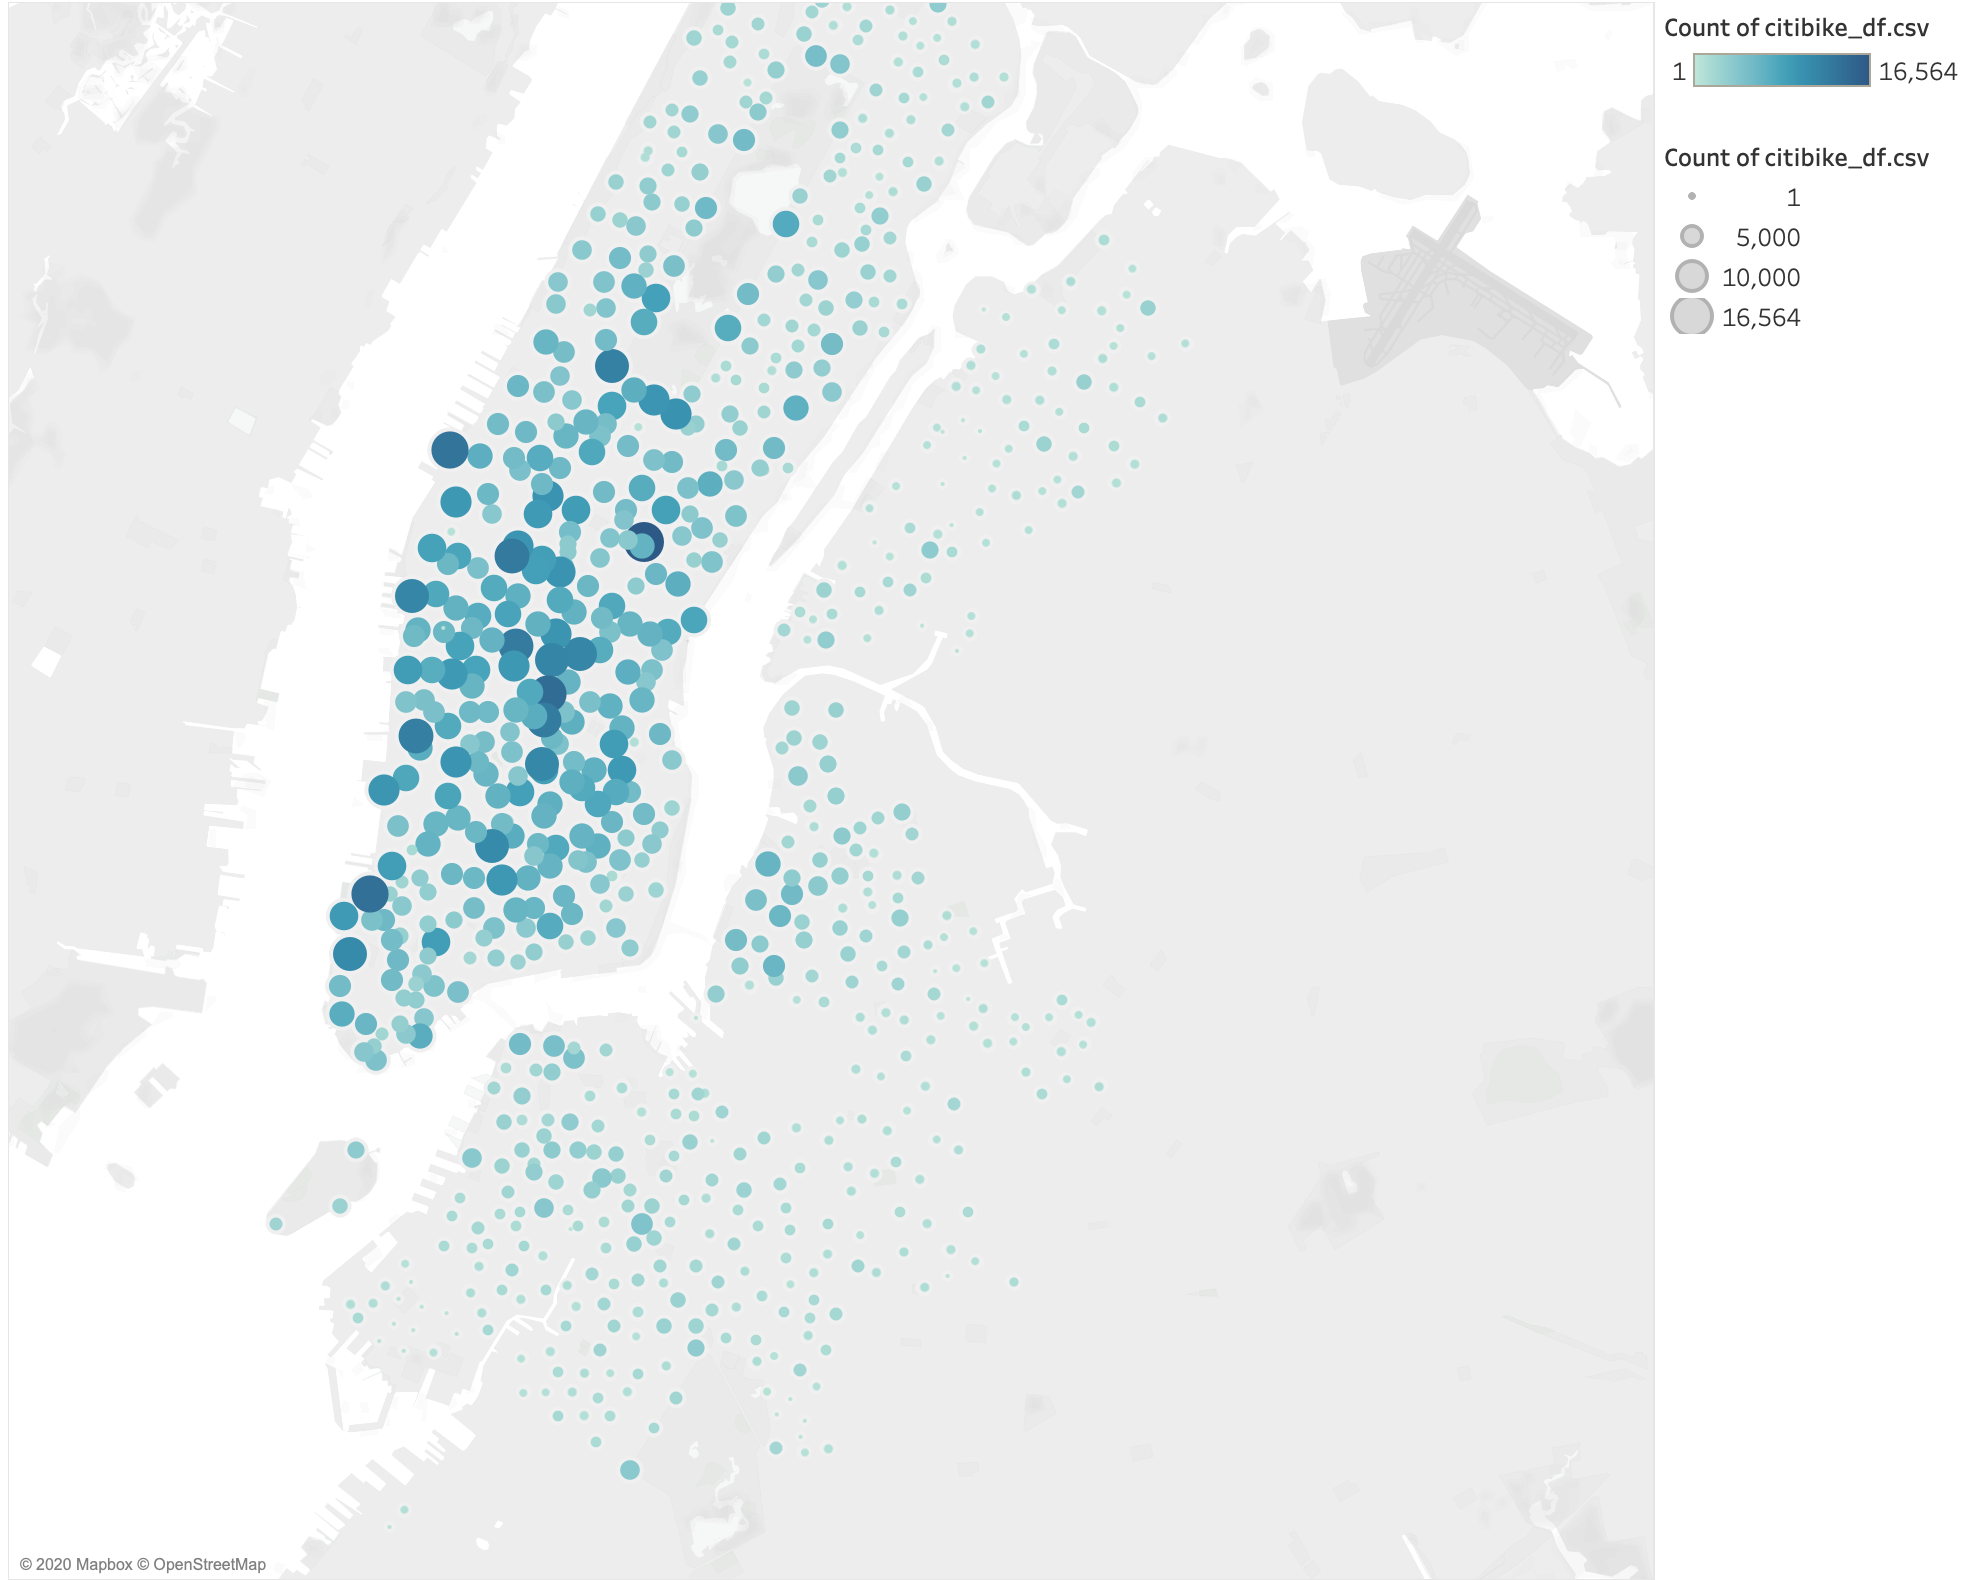 Count of citibike_df.csv
1 16,564
Count of citibike_df.csv
1
5,000
10,000
16,564
© 2020 Mapbox © OpenStreetMap